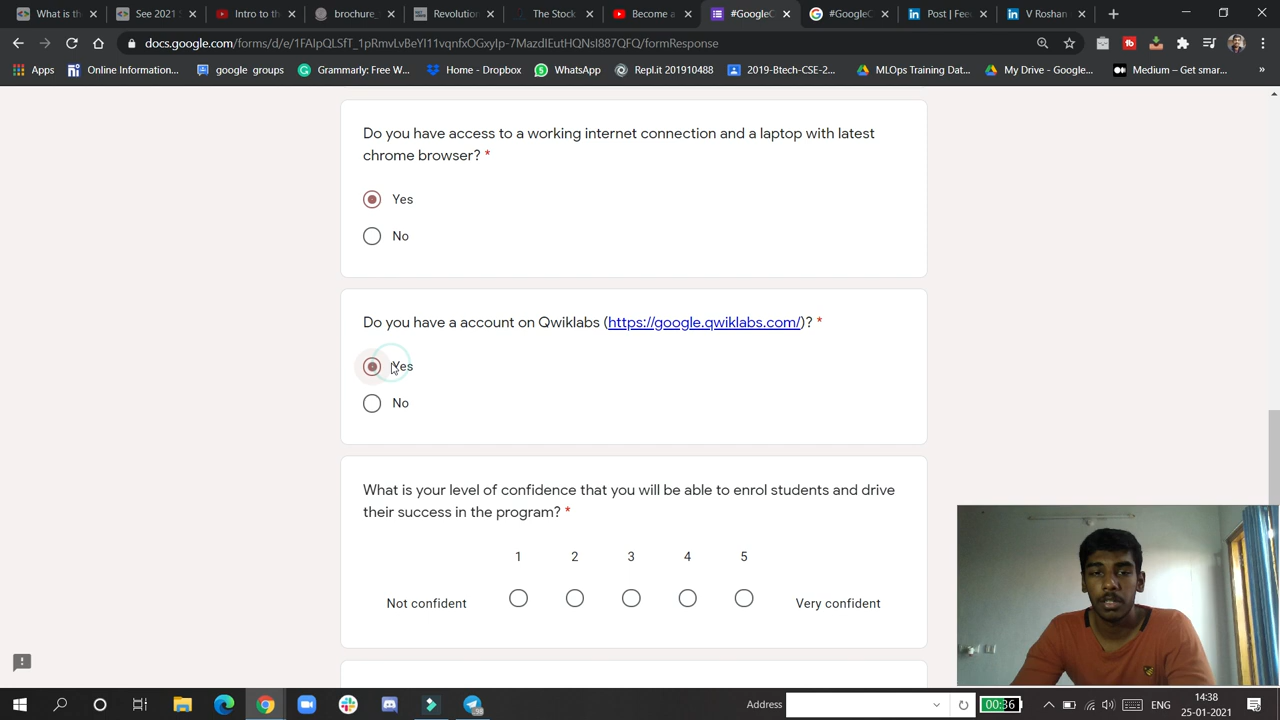 What is th
See 2021 S
Intro to the
brochure_
Revolution
The Stock
Become a
#GoogleC
#GoogleC
Post | Feed
V Roshan
docs.google.com/forms/d/e/1FAIpQLSfT_1pRmvLvBeYl11vqnfxOGxyIp-7MazdIEutHQNsI887QFQ/formResponse
Apps
Online Information...
google groups
Grammarly: Free W...
Home - Dropbox
WhatsApp
Repl.it 201910488
2019-Btech-CSE-2...
MLOps Training Dat...
My Drive - Google...
Medium – Get smar...
Do you have access to a working internet connection and a laptop with latest
chrome browser? *
Yes
No
Do you have a account on Qwiklabs (https://google.qwiklabs.com/)? *
Yes
No
What is your level of confidence that you will be able to enrol students and drive
their success in the program? *
1 2 3 4 5
Not confident Very confident
Address
00:36
ENG
14:38
25-01-2021